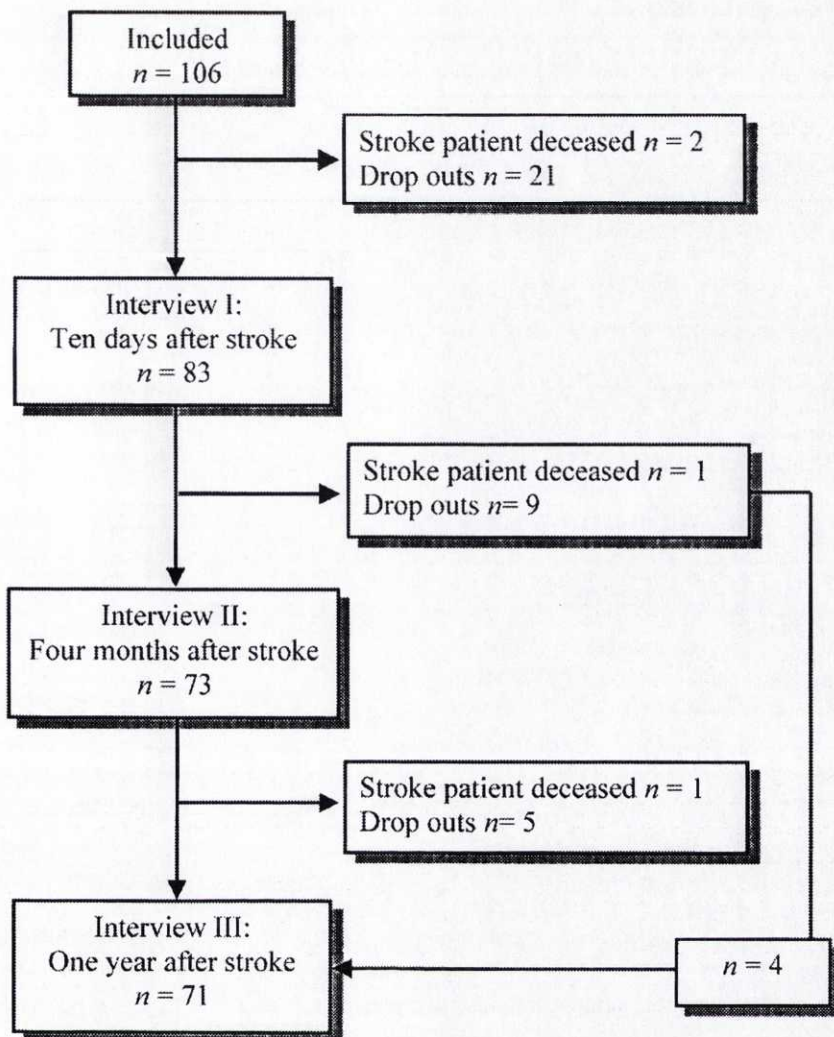 Included
n = 106
Stroke patient deceased n = 2
Drop outs n = 21
Interview I:
Ten days after stroke
n = 83
Stroke patient deceased n = 1
Drop outs n= 9
Interview II:
Four months after stroke
n = 73
Stroke patient deceased n = 1
Drop outs n= 5
Interview III:
One year after stroke
n = 71
n = 4